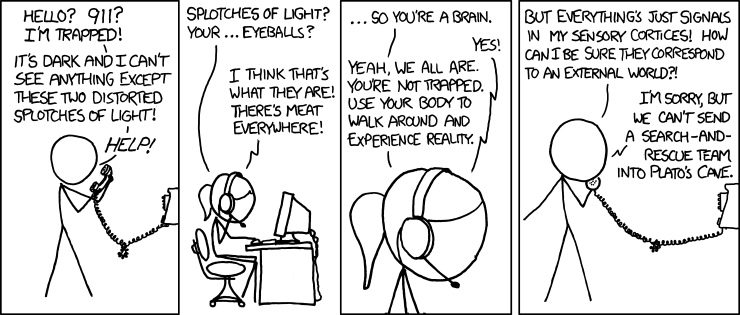 HELLO? 911?
I'M TRAPPED!
IT'S DARK AND I CAN'T
SEE ANYTHING EXCEPT
THESE TWO DISTORTED
SPLOTCHES OF LIGHT!
HELP!
SPLOTCHES OF LIGHT?
YOUR ... EYEBALLS?
I THINK THAT'S
WHAT THEY ARE!
THERE'S MEAT
EVERYWHERE!
...SO YOU'RE A BRAIN.
YES!
YEAH, WE ALL ARE.
YOU'RE NOT TRAPPED.
USE YOUR BODY TO
WALK AROUND AND
EXPERIENCE REALITY.
BUT EVERYTHING'S JUST SIGNALS
IN MY SENSORY CORTICES! HOW
CAN I BE SURE THEY CORRESPOND
TO AN EXTERNAL WORLD?!
I'M SORRY, BUT
WE CAN'T SEND
A SEARCH-AND-
RESCUE TEAM
INTO PLATO'S CAVE.